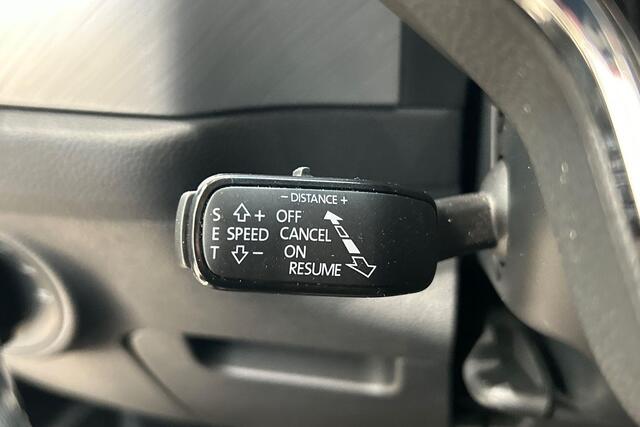 - DISTANCE +
S + OFF
E SPEED CANCEL
T - ON
RESUME